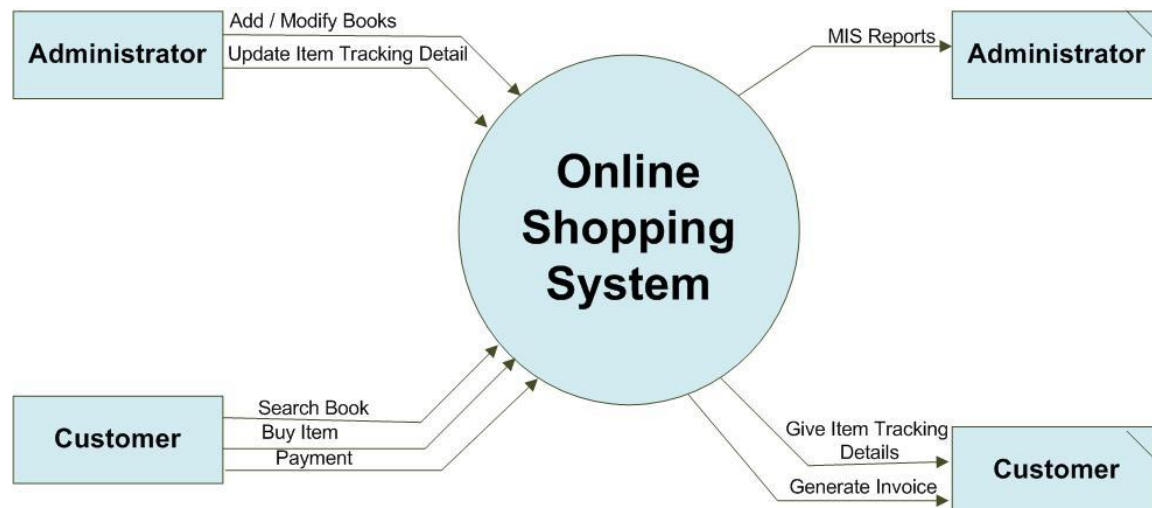 Administrator
Add / Modify Books
Update Item Tracking Detail
MIS Reports
Administrator
Online
Shopping
System
Customer
Search Book
Buy Item
Payment
Give Item Tracking
Details
Generate Invoice
Customer